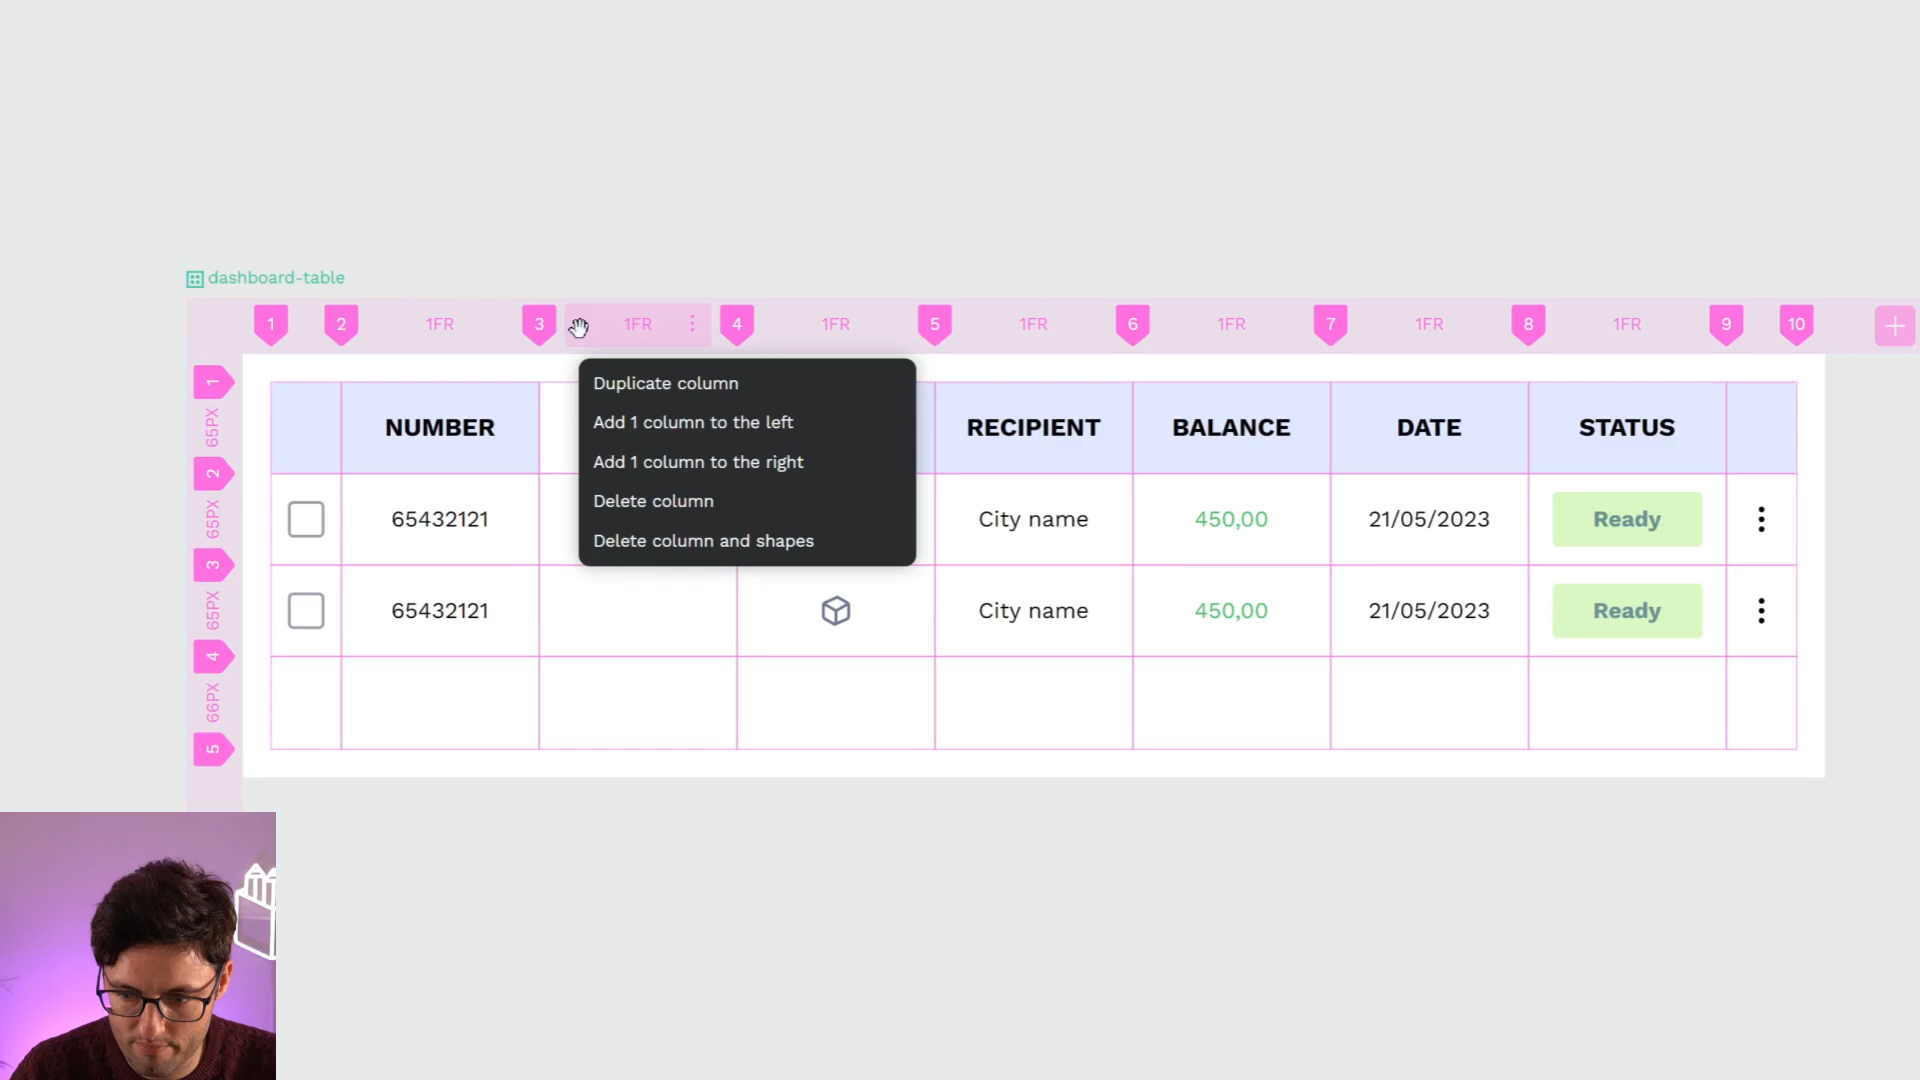 dashboard-table
1 2 1FR 3 1FR 4 1FR 5 1FR 6 1FR 7 1FR 8 1FR 9 10
1
65PX
2
65PX
3
65PX
4
66PX
5
NUMBER RECIPIENT BALANCE DATE STATUS
Duplicate column
Add 1 column to the left
Add 1 column to the right
Delete column
Delete column and shapes
65432121 City name 450,00 21/05/2023 Ready
65432121 City name 450,00 21/05/2023 Ready